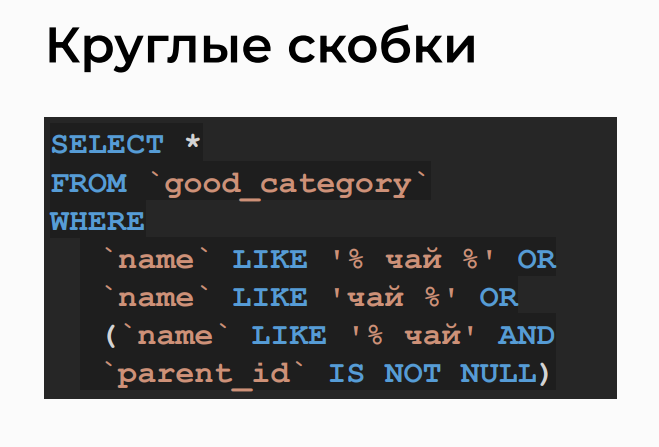 Круглые скобки
SELECT *
FROM `good_category`
WHERE
`name` LIKE '% чай %' OR
`name` LIKE 'чай %' OR
(`name` LIKE '% чай' AND
`parent_id` IS NOT NULL)